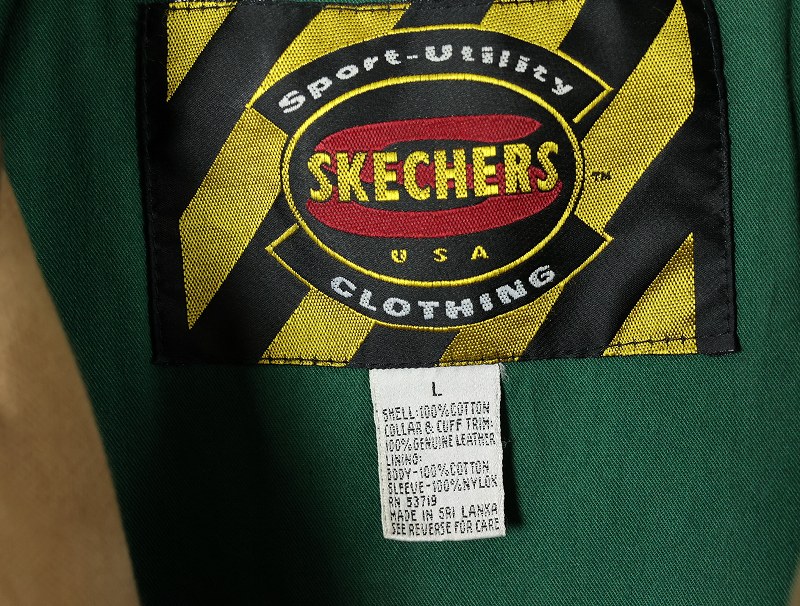 Sport-Utility
SKECHERS
TM
USA
CLOTHING
L
SHELL:100%COTTON
COLLAR & CUFF TRIM:
100%GENUINE LEATHER
LINING:
BODY-100%COTTON
SLEEVE-100%NYLON
RN 53719
MADE IN SRI LANKA
SEE REVERSE FOR CARE